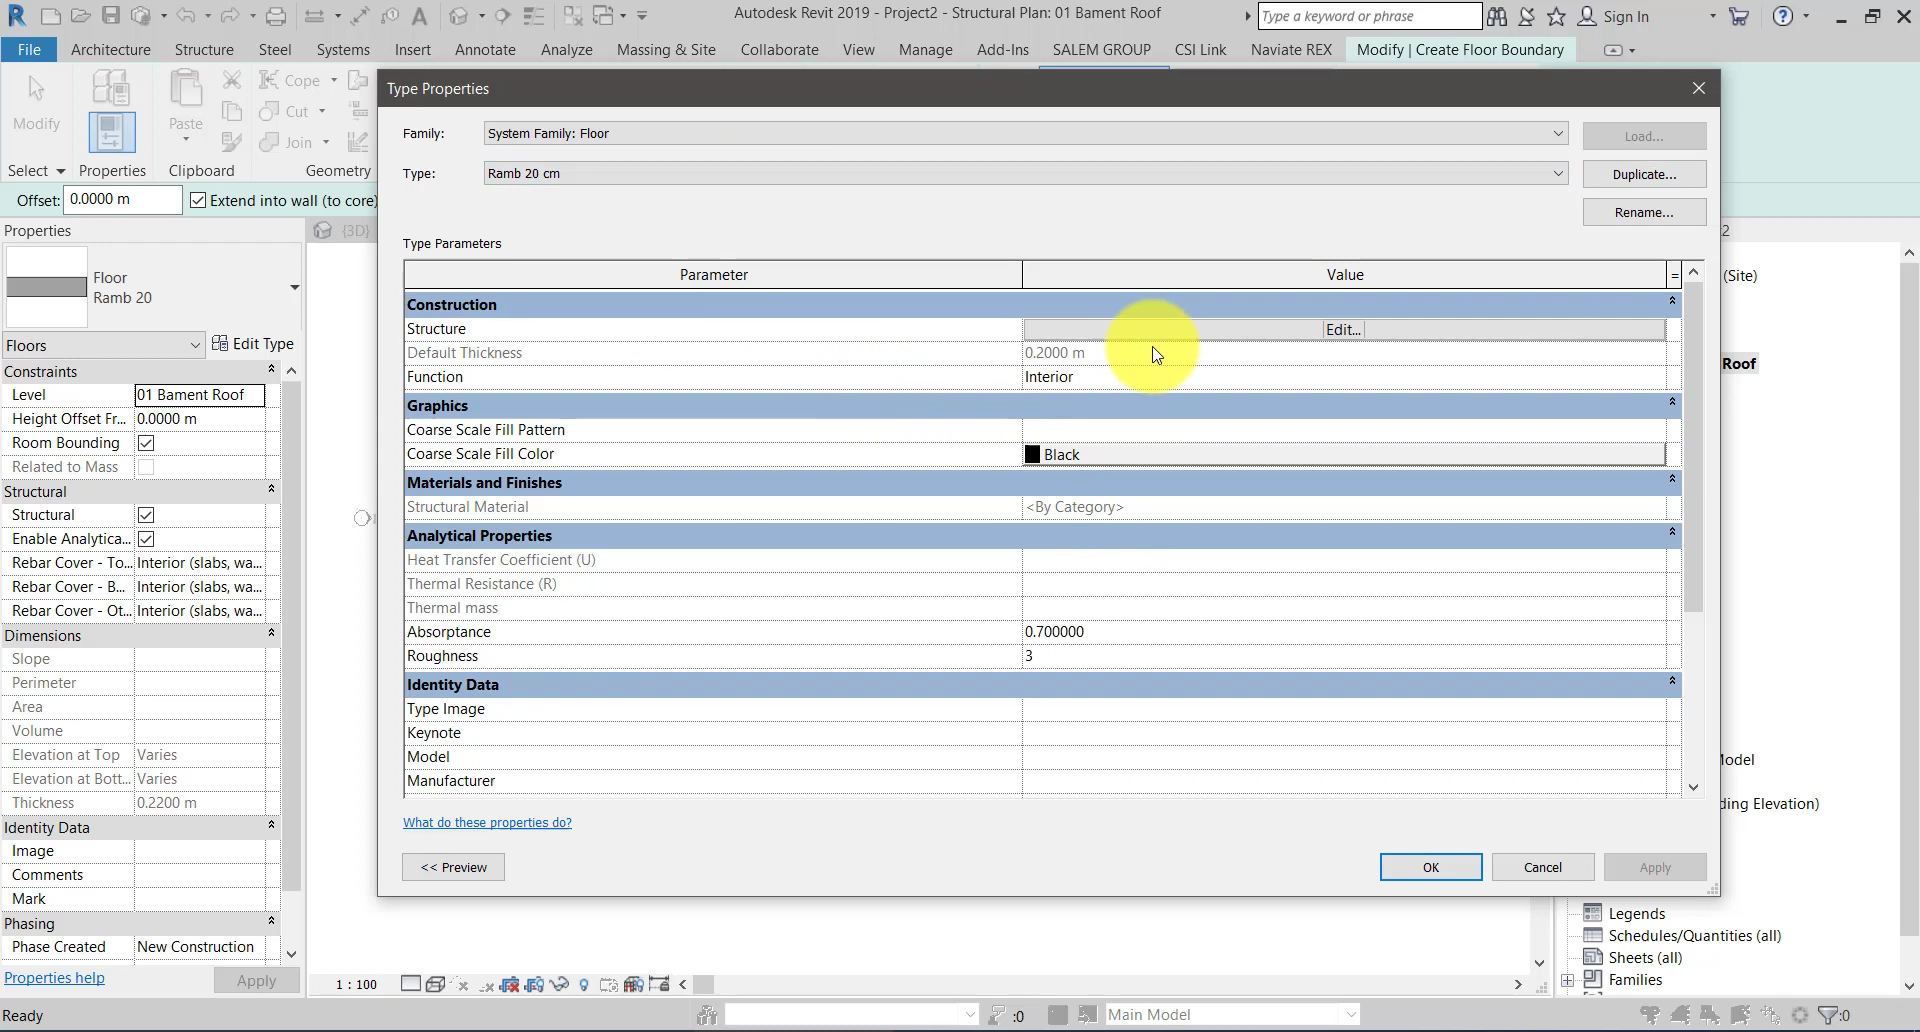 Autodesk Revit 2019 - Project2 - Structural Plan: 01 Bament Roof
Type a keyword or phrase
Sign In
File Architecture Structure Steel Systems Insert Annotate Analyze Massing & Site Collaborate View Manage Add-Ins SALEM GROUP CSI Link Naviate REX Modify | Create Floor Boundary
Modify
Paste
Cope
Cut
Join
Select Properties Clipboard Geometry
Offset: 0.0000 m Extend into wall (to core)
Properties
{3D}
Floor
Ramb 20
Floors Edit Type
Constraints
Level 01 Bament Roof
Height Offset Fr... 0.0000 m
Room Bounding
Related to Mass
Structural
Structural
Enable Analytica...
Rebar Cover - To... Interior (slabs, wa...
Rebar Cover - B... Interior (slabs, wa...
Rebar Cover - Ot... Interior (slabs, wa...
Dimensions
Slope
Perimeter
Area
Volume
Elevation at Top Varies
Elevation at Bott... Varies
Thickness 0.2200 m
Identity Data
Image
Comments
Mark
Phasing
Phase Created New Construction
Properties help Apply
Type Properties
Family: System Family: Floor Load...
Type: Ramb 20 cm Duplicate...
Rename...
Type Parameters
Parameter Value =
Construction
Structure Edit...
Default Thickness 0.2000 m
Function Interior
Graphics
Coarse Scale Fill Pattern
Coarse Scale Fill Color Black
Materials and Finishes
Structural Material <By Category>
Analytical Properties
Heat Transfer Coefficient (U)
Thermal Resistance (R)
Thermal mass
Absorptance 0.700000
Roughness 3
Identity Data
Type Image
Keynote
Model
Manufacturer
What do these properties do?
<< Preview OK Cancel Apply
2
(Site)
Roof
Model
ding Elevation)
Legends
Schedules/Quantities (all)
Sheets (all)
Families
1 : 100
Ready
:0
Main Model
:0